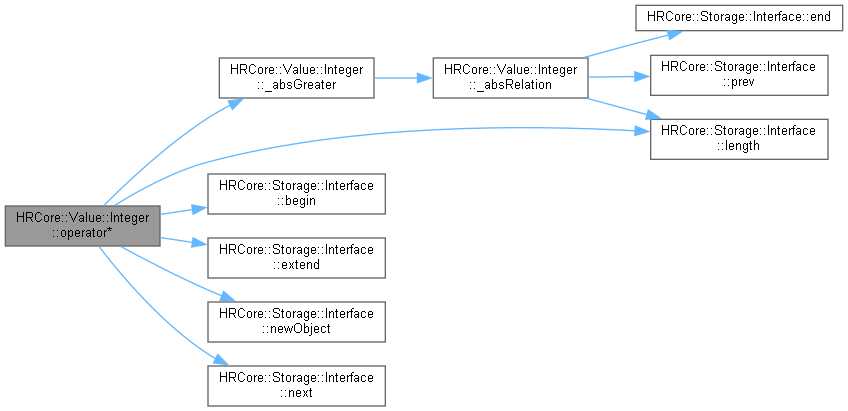 HRCore::Storage::Interface::end
HRCore::Value::Integer
::_absGreater
HRCore::Value::Integer
::_absRelation
HRCore::Storage::Interface
::prev
HRCore::Storage::Interface
::length
HRCore::Value::Integer
::operator*
HRCore::Storage::Interface
::begin
HRCore::Storage::Interface
::extend
HRCore::Storage::Interface
::newObject
HRCore::Storage::Interface
::next